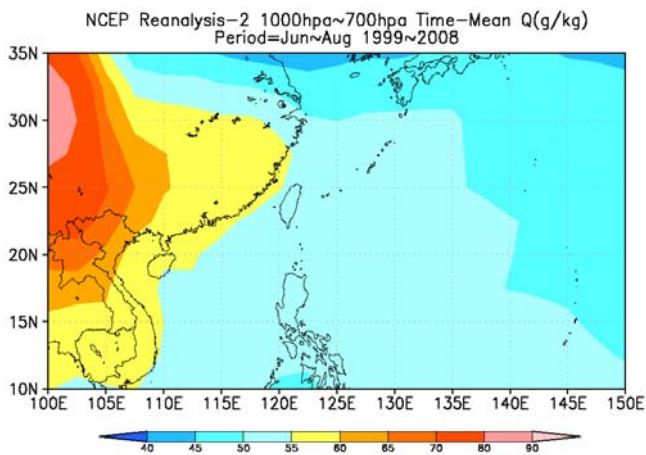 NCEP Reanalysis-2 1000hpa~700hpa Time-Mean Q(g/kg)
Period=Jun~Aug 1999~2008
35N
30N
25N
20N
15N
10N
100E 105E 110E 115E 120E 125E 130E 135E 140E 145E 150E
40 45 50 55 60 65 70 80 90